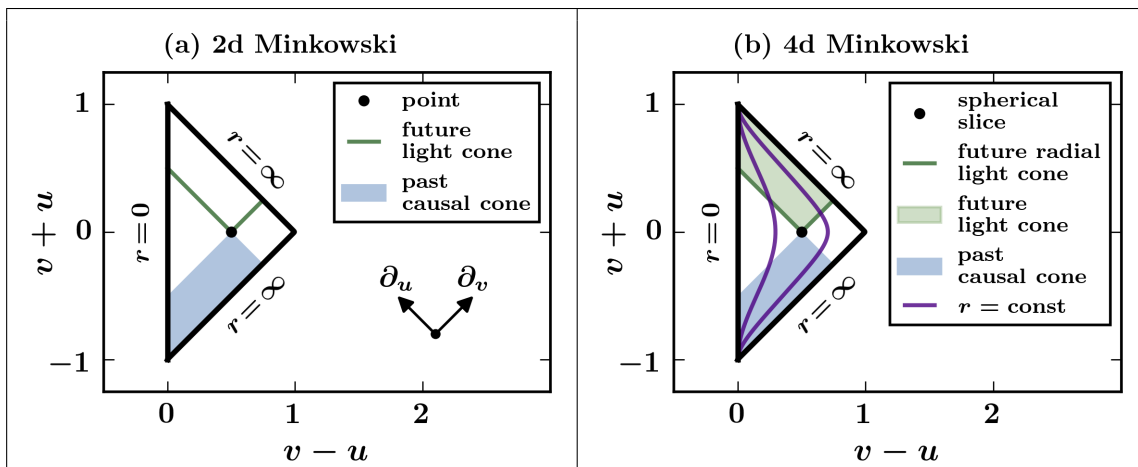 (a) 2d Minkowski
point
future
light cone
past
causal cone
r = ∞
r = 0
r = ∞
∂u
∂v
v + u
1
0
−1
0
1
2
v − u
(b) 4d Minkowski
spherical
slice
future radial
light cone
future
light cone
past
causal cone
r = const
r = ∞
r = 0
r = ∞
v + u
1
0
−1
0
1
2
v − u